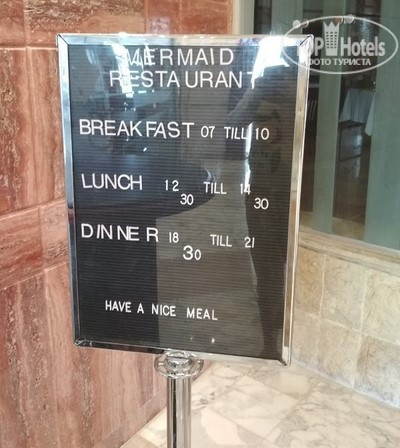 TOP Hotels
ФОТО ТУРИСТА
MERMAID
RESTAURANT
BREAKFAST 07 TILL 10
LUNCH 12 30 TILL 14 30
DINNER 18 30 TILL 21
HAVE A NICE MEAL